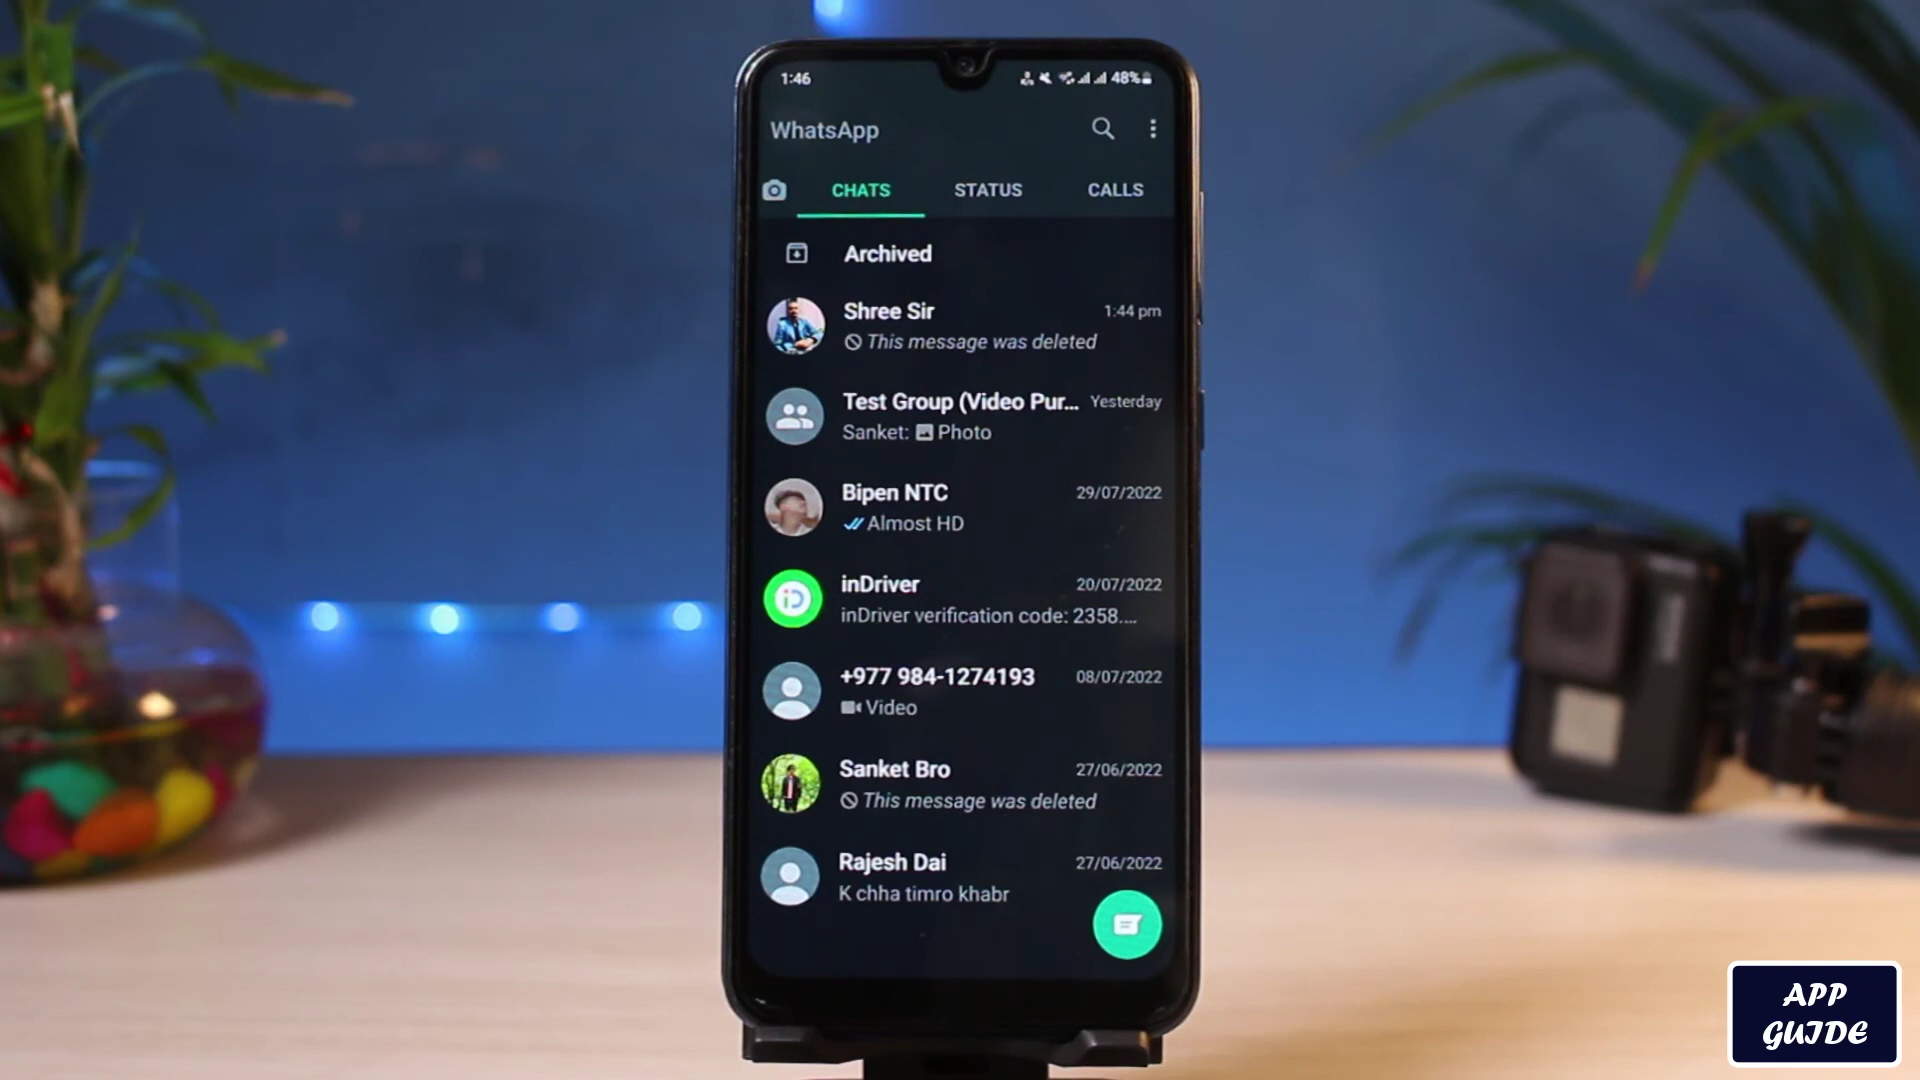 1:46
48%
WhatsApp
CHATS
STATUS
CALLS
Archived
Shree Sir
1:44 pm
This message was deleted
Test Group (Video Pur...
Yesterday
Sanket: Photo
Bipen NTC
29/07/2022
Almost HD
inDriver
20/07/2022
inDriver verification code: 2358....
+977 984-1274193
08/07/2022
Video
Sanket Bro
27/06/2022
This message was deleted
Rajesh Dai
27/06/2022
K chha timro khabr
APP
GUIDE